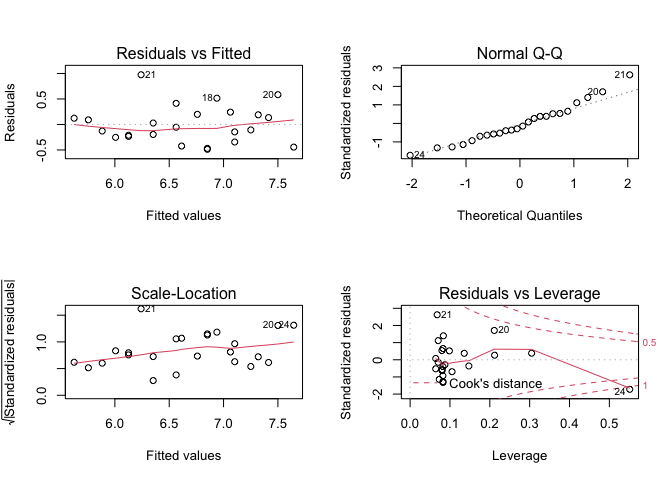 Residuals vs Fitted
Residuals
-0.5
0.5
21
18
20
6.0 6.5 7.0 7.5
Fitted values
Normal Q-Q
Standardized residuals
-1
1
2
3
21
20
24
-2 -1 0 1 2
Theoretical Quantiles
Scale-Location
√|Standardized residuals|
0.0
1.0
21
20 24
6.0 6.5 7.0 7.5
Fitted values
Residuals vs Leverage
Standardized residuals
-2
0
2
21
20
24
Cook's distance
0.5
1
0.0 0.1 0.2 0.3 0.4 0.5
Leverage